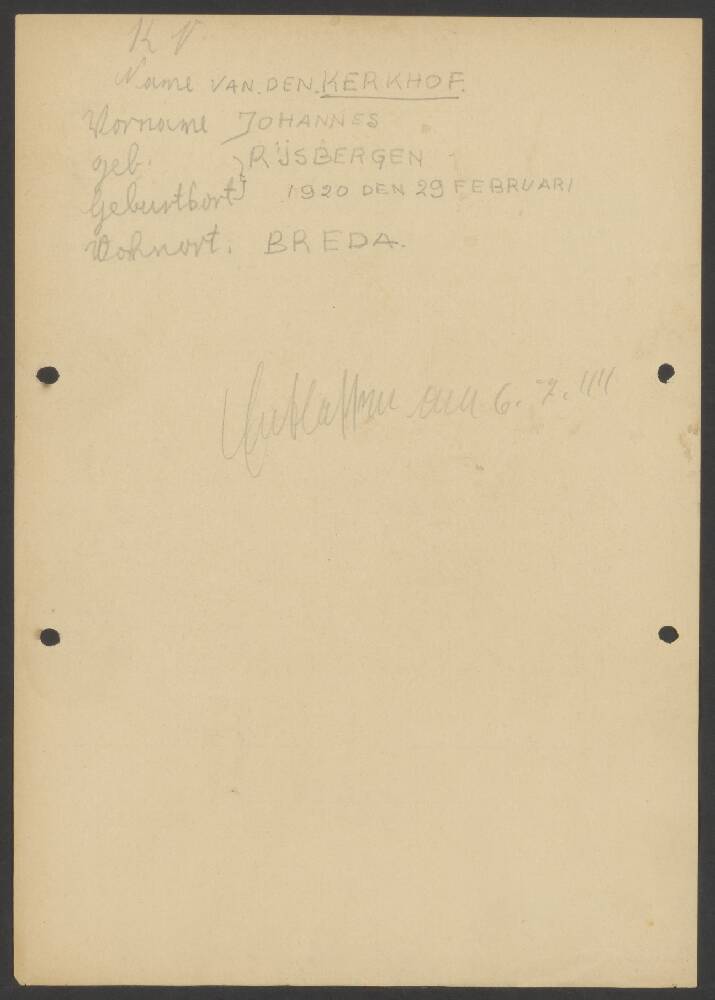 K V
Name VAN.DEN.KERKHOF.
Vorname JOHANNES
geb. RIJSBERGEN
Geburtsort 1920 DEN 29 FEBRUARI
Wohnort: BREDA.
Entlassen am 6. 7. 44